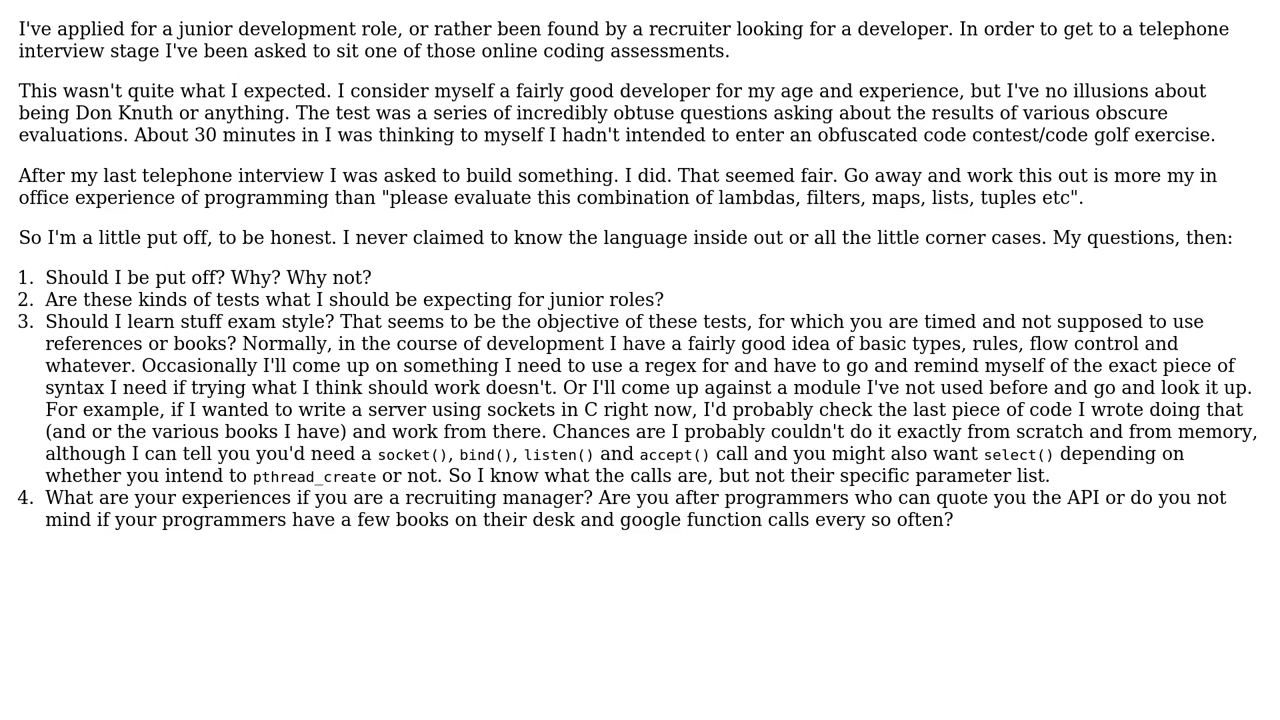 I've applied for a junior development role, or rather been found by a recruiter looking for a developer. In order to get to a telephone
interview stage I've been asked to sit one of those online coding assessments.
This wasn't quite what I expected. I consider myself a fairly good developer for my age and experience, but I've no illusions about
being Don Knuth or anything. The test was a series of incredibly obtuse questions asking about the results of various obscure
evaluations. About 30 minutes in I was thinking to myself I hadn't intended to enter an obfuscated code contest/code golf exercise.
After my last telephone interview I was asked to build something. I did. That seemed fair. Go away and work this out is more my in
office experience of programming than "please evaluate this combination of lambdas, filters, maps, lists, tuples etc".
So I'm a little put off, to be honest. I never claimed to know the language inside out or all the little corner cases. My questions, then:
1. Should I be put off? Why? Why not?
2. Are these kinds of tests what I should be expecting for junior roles?
3. Should I learn stuff exam style? That seems to be the objective of these tests, for which you are timed and not supposed to use
references or books? Normally, in the course of development I have a fairly good idea of basic types, rules, flow control and
whatever. Occasionally I'll come up on something I need to use a regex for and have to go and remind myself of the exact piece of
syntax I need if trying what I think should work doesn't. Or I'll come up against a module I've not used before and go and look it up.
For example, if I wanted to write a server using sockets in C right now, I'd probably check the last piece of code I wrote doing that
(and or the various books I have) and work from there. Chances are I probably couldn't do it exactly from scratch and from memory,
although I can tell you you'd need a socket(), bind(), listen() and accept() call and you might also want select() depending on
whether you intend to pthread_create or not. So I know what the calls are, but not their specific parameter list.
4. What are your experiences if you are a recruiting manager? Are you after programmers who can quote you the API or do you not
mind if your programmers have a few books on their desk and google function calls every so often?